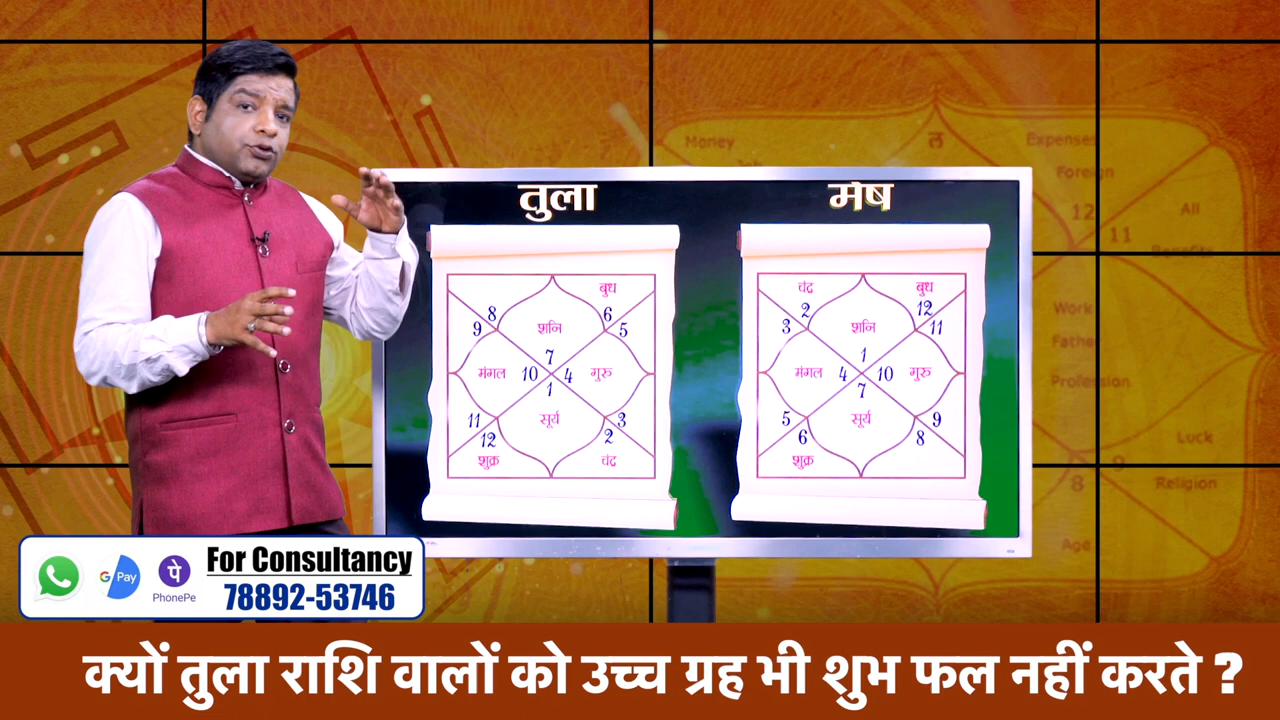 Money
ल
Expenses
Foreign
12
All
11
Benefits
Work
Father
Profession
Luck
9
8
Religion
Age
तुला
बुध
8
6
9
शनि
5
7
मंगल
10
4
गुरु
1
11
सूर्य
3
12
2
शुक्र
चंद्र
मेष
चंद्र
बुध
2
12
3
शनि
11
1
मंगल
4
10
गुरु
7
5
सूर्य
9
6
8
शुक्र
G Pay
पे
PhonePe
For Consultancy
78892-53746
क्यों तुला राशि वालों को उच्च ग्रह भी शुभ फल नहीं करते ?